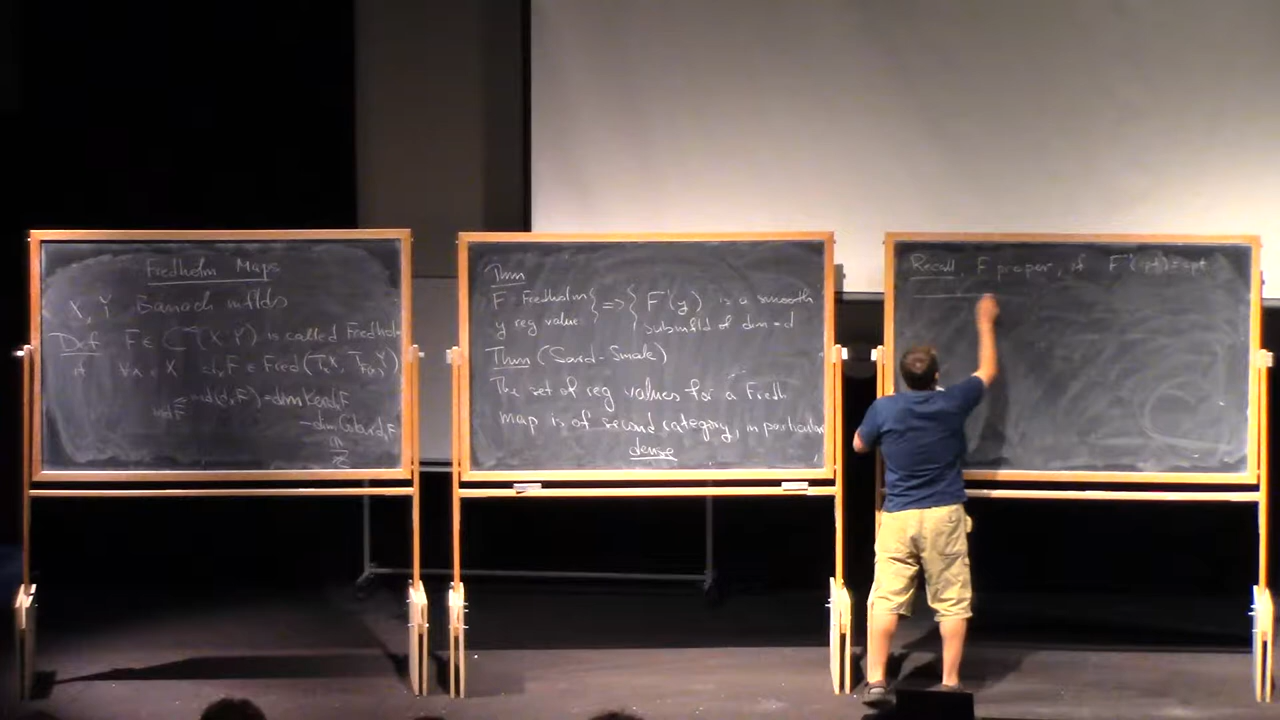 Fredholm Maps
X, Y Banach mflds
Def F ∈ C^∞(X, Y) is called Fredhol-
if ∀x ∈ X d_xF ∈ Fred(T_xX, T_F(x)Y)
ind F = ind(d_xF) = dim Ker d_xF
- dim Coker d_xF
Thm
F Fredholm } => { F⁻¹(y) is a smooth
y reg value submfld of dim = d
Thm (Sard-Smale)
The set of reg values for a Fredh
map is of second category, in particular
dense
Recall, F proper, if F⁻¹(cpt) = cpt